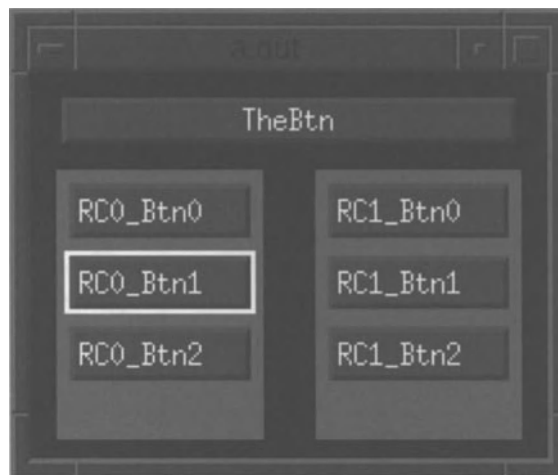 a.out
TheBtn
RC0_Btn0
RC0_Btn1
RC0_Btn2
RC1_Btn0
RC1_Btn1
RC1_Btn2